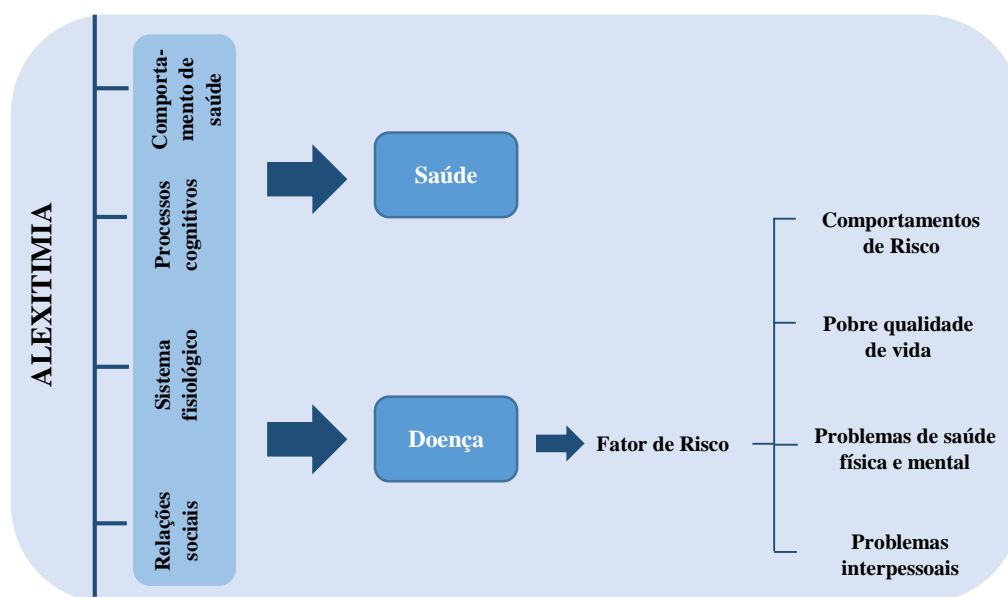 ALEXITIMIA
Comporta-
mento de
saúde
Processos
cognitivos
Sistema
fisiológico
Relações
sociais
Saúde
Doença
Fator de Risco
Comportamentos
de Risco
Pobre qualidade
de vida
Problemas de saúde
física e mental
Problemas
interpessoais